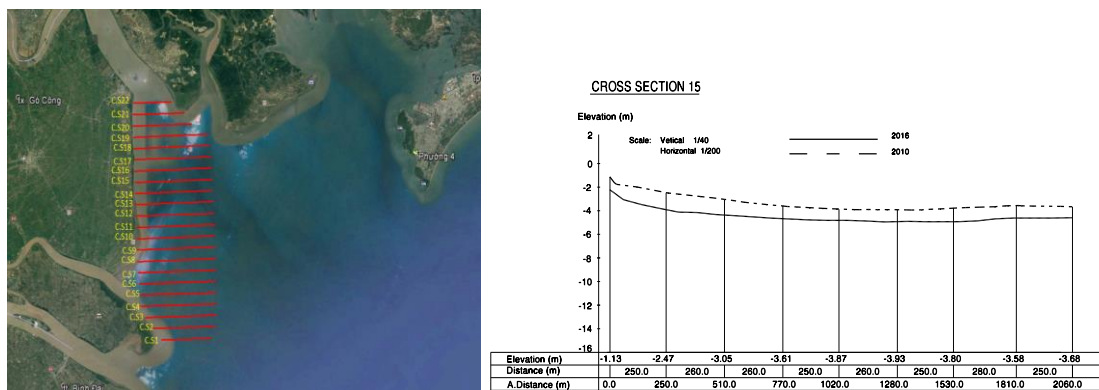 C.S22
C.S21
C.S20
C.S19
C.S18
C.S17
C.S16
C.S15
C.S14
C.S13
C.S12
C.S11
C.S10
C.S9
C.S8
C.S7
C.S6
C.S5
C.S4
C.S3
C.S2
C.S1
Tx. Gò Công
Phường 4
CROSS SECTION 15
Elevation (m)
Scale: Vetical 1/40
Horizontal 1/200
2016
2010
2
0
-2
-4
-6
-8
-10
-12
-14
-16
Elevation (m) -1.13 -2.47 -3.05 -3.61 -3.87 -3.93 -3.80 -3.58 -3.68
Distance (m) 250.0 260.0 260.0 250.0 260.0 250.0 280.0 250.0
A.Distance (m) 0.0 250.0 510.0 770.0 1020.0 1280.0 1530.0 1810.0 2060.0